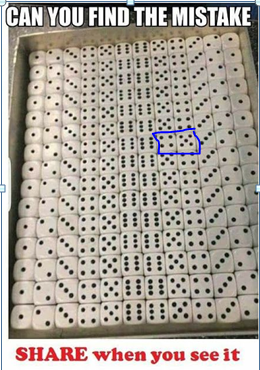 CAN YOU FIND THE MISTAKE
SHARE when you see it